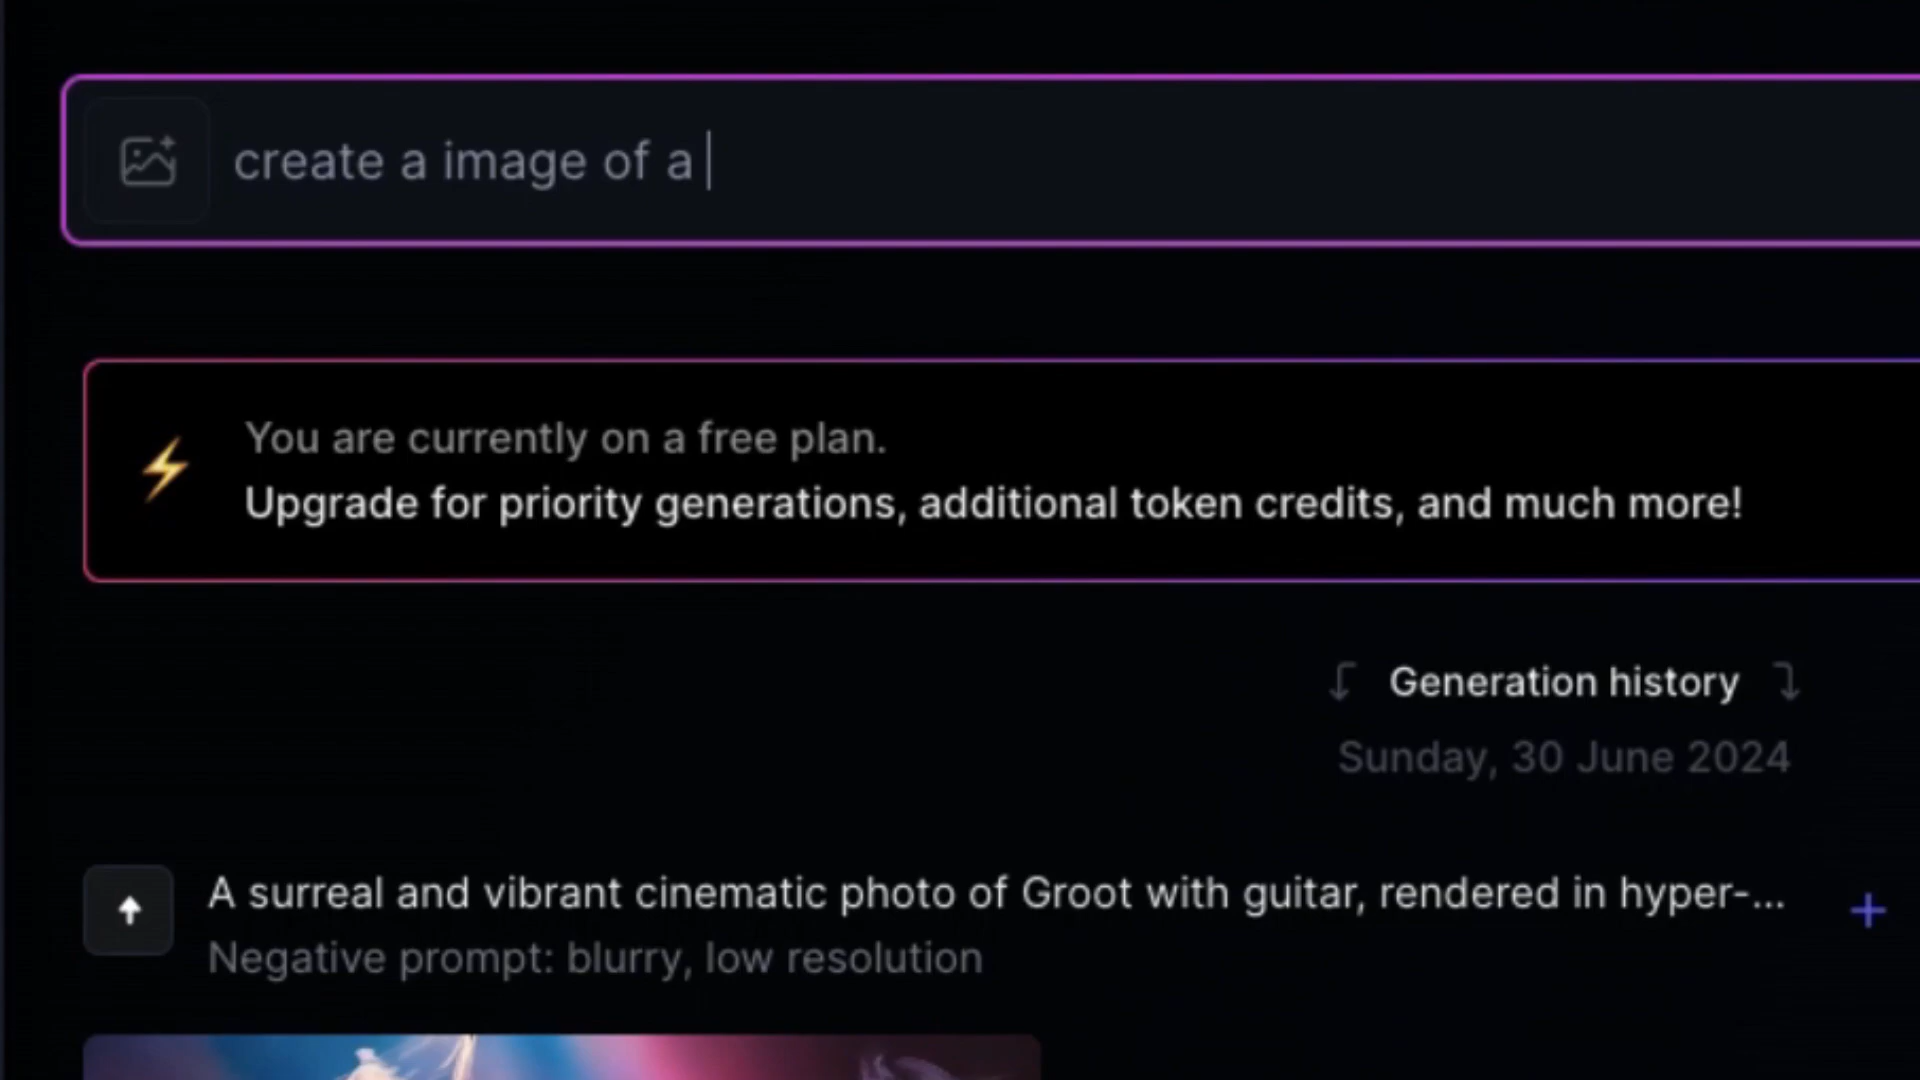 create a image of a
You are currently on a free plan.
Upgrade for priority generations, additional token credits, and much more!
Generation history
Sunday, 30 June 2024
A surreal and vibrant cinematic photo of Groot with guitar, rendered in hyper-...
Negative prompt: blurry, low resolution